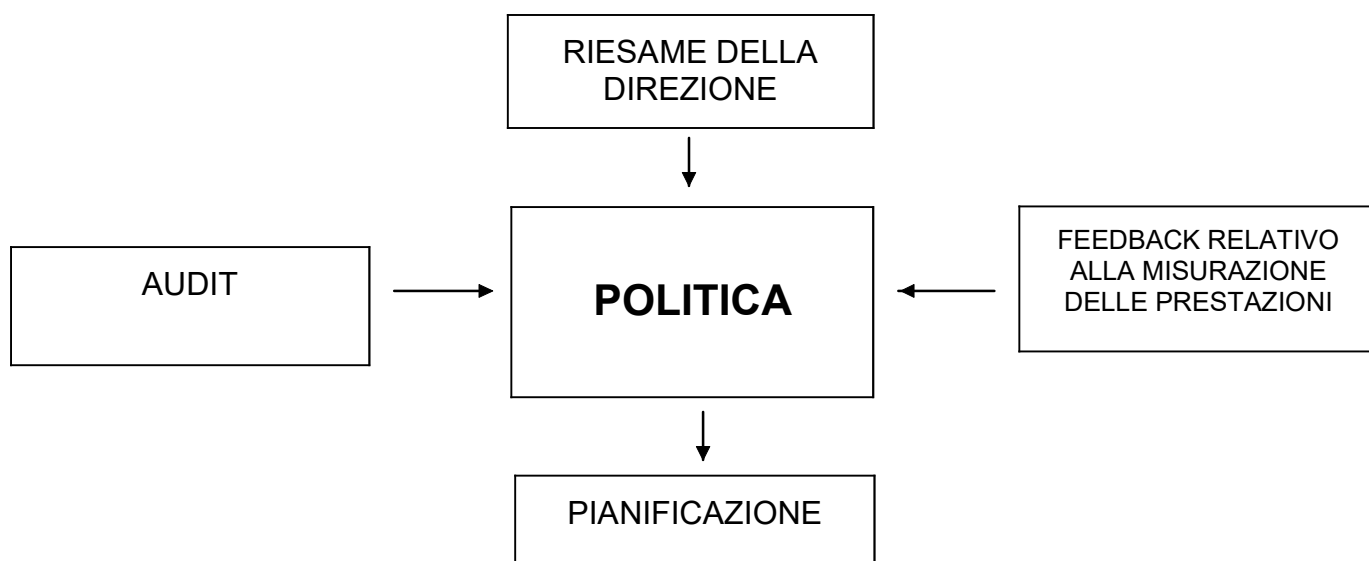 RIESAME DELLA
DIREZIONE
AUDIT
POLITICA
FEEDBACK RELATIVO
ALLA MISURAZIONE
DELLE PRESTAZIONI
PIANIFICAZIONE